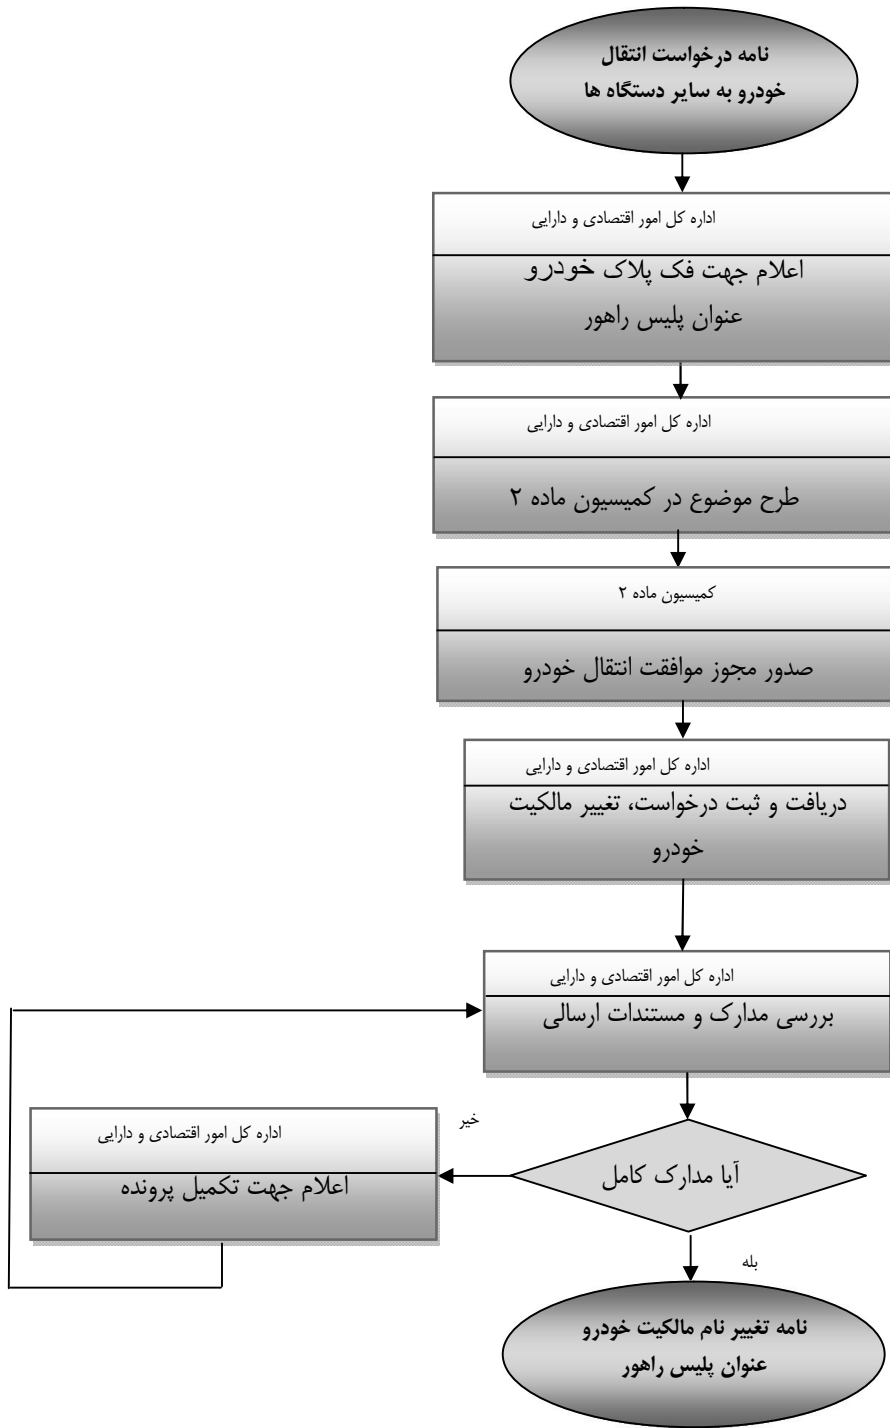 نامه درخواست انتقال
خودرو به سایر دستگاه ها
اداره کل امور اقتصادی و دارایی
اعلام جهت فک پلاک خودرو
عنوان پلیس راهور
اداره کل امور اقتصادی و دارایی
طرح موضوع در کمیسیون ماده ۲
کمیسیون ماده ۲
صدور مجوز موافقت انتقال خودرو
اداره کل امور اقتصادی و دارایی
دریافت و ثبت درخواست، تغییر مالکیت
خودرو
اداره کل امور اقتصادی و دارایی
بررسی مدارک و مستندات ارسالی
خیر
اداره کل امور اقتصادی و دارایی
آیا مدارک کامل
اعلام جهت تکمیل پرونده
بله
نامه تغییر نام مالکیت خودرو
عنوان پلیس راهور